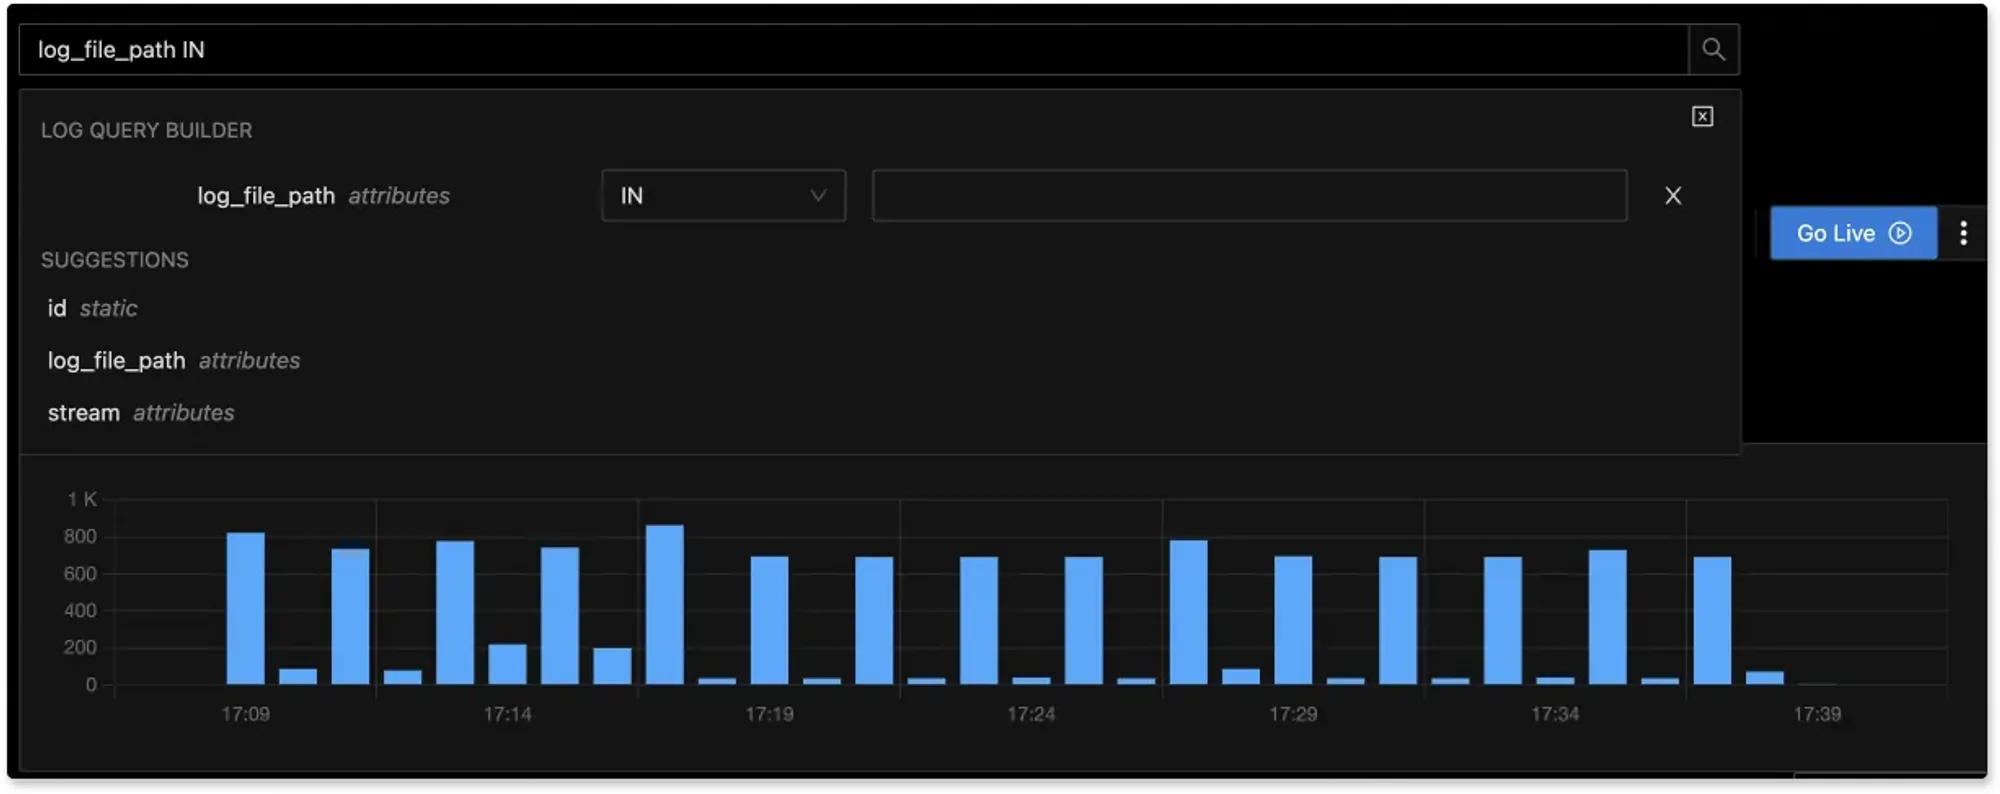 log_file_path IN
LOG QUERY BUILDER
log_file_path attributes IN
Go Live
SUGGESTIONS
id static
log_file_path attributes
stream attributes
1 K
800
600
400
200
0
17:09 17:14 17:19 17:24 17:29 17:34 17:39